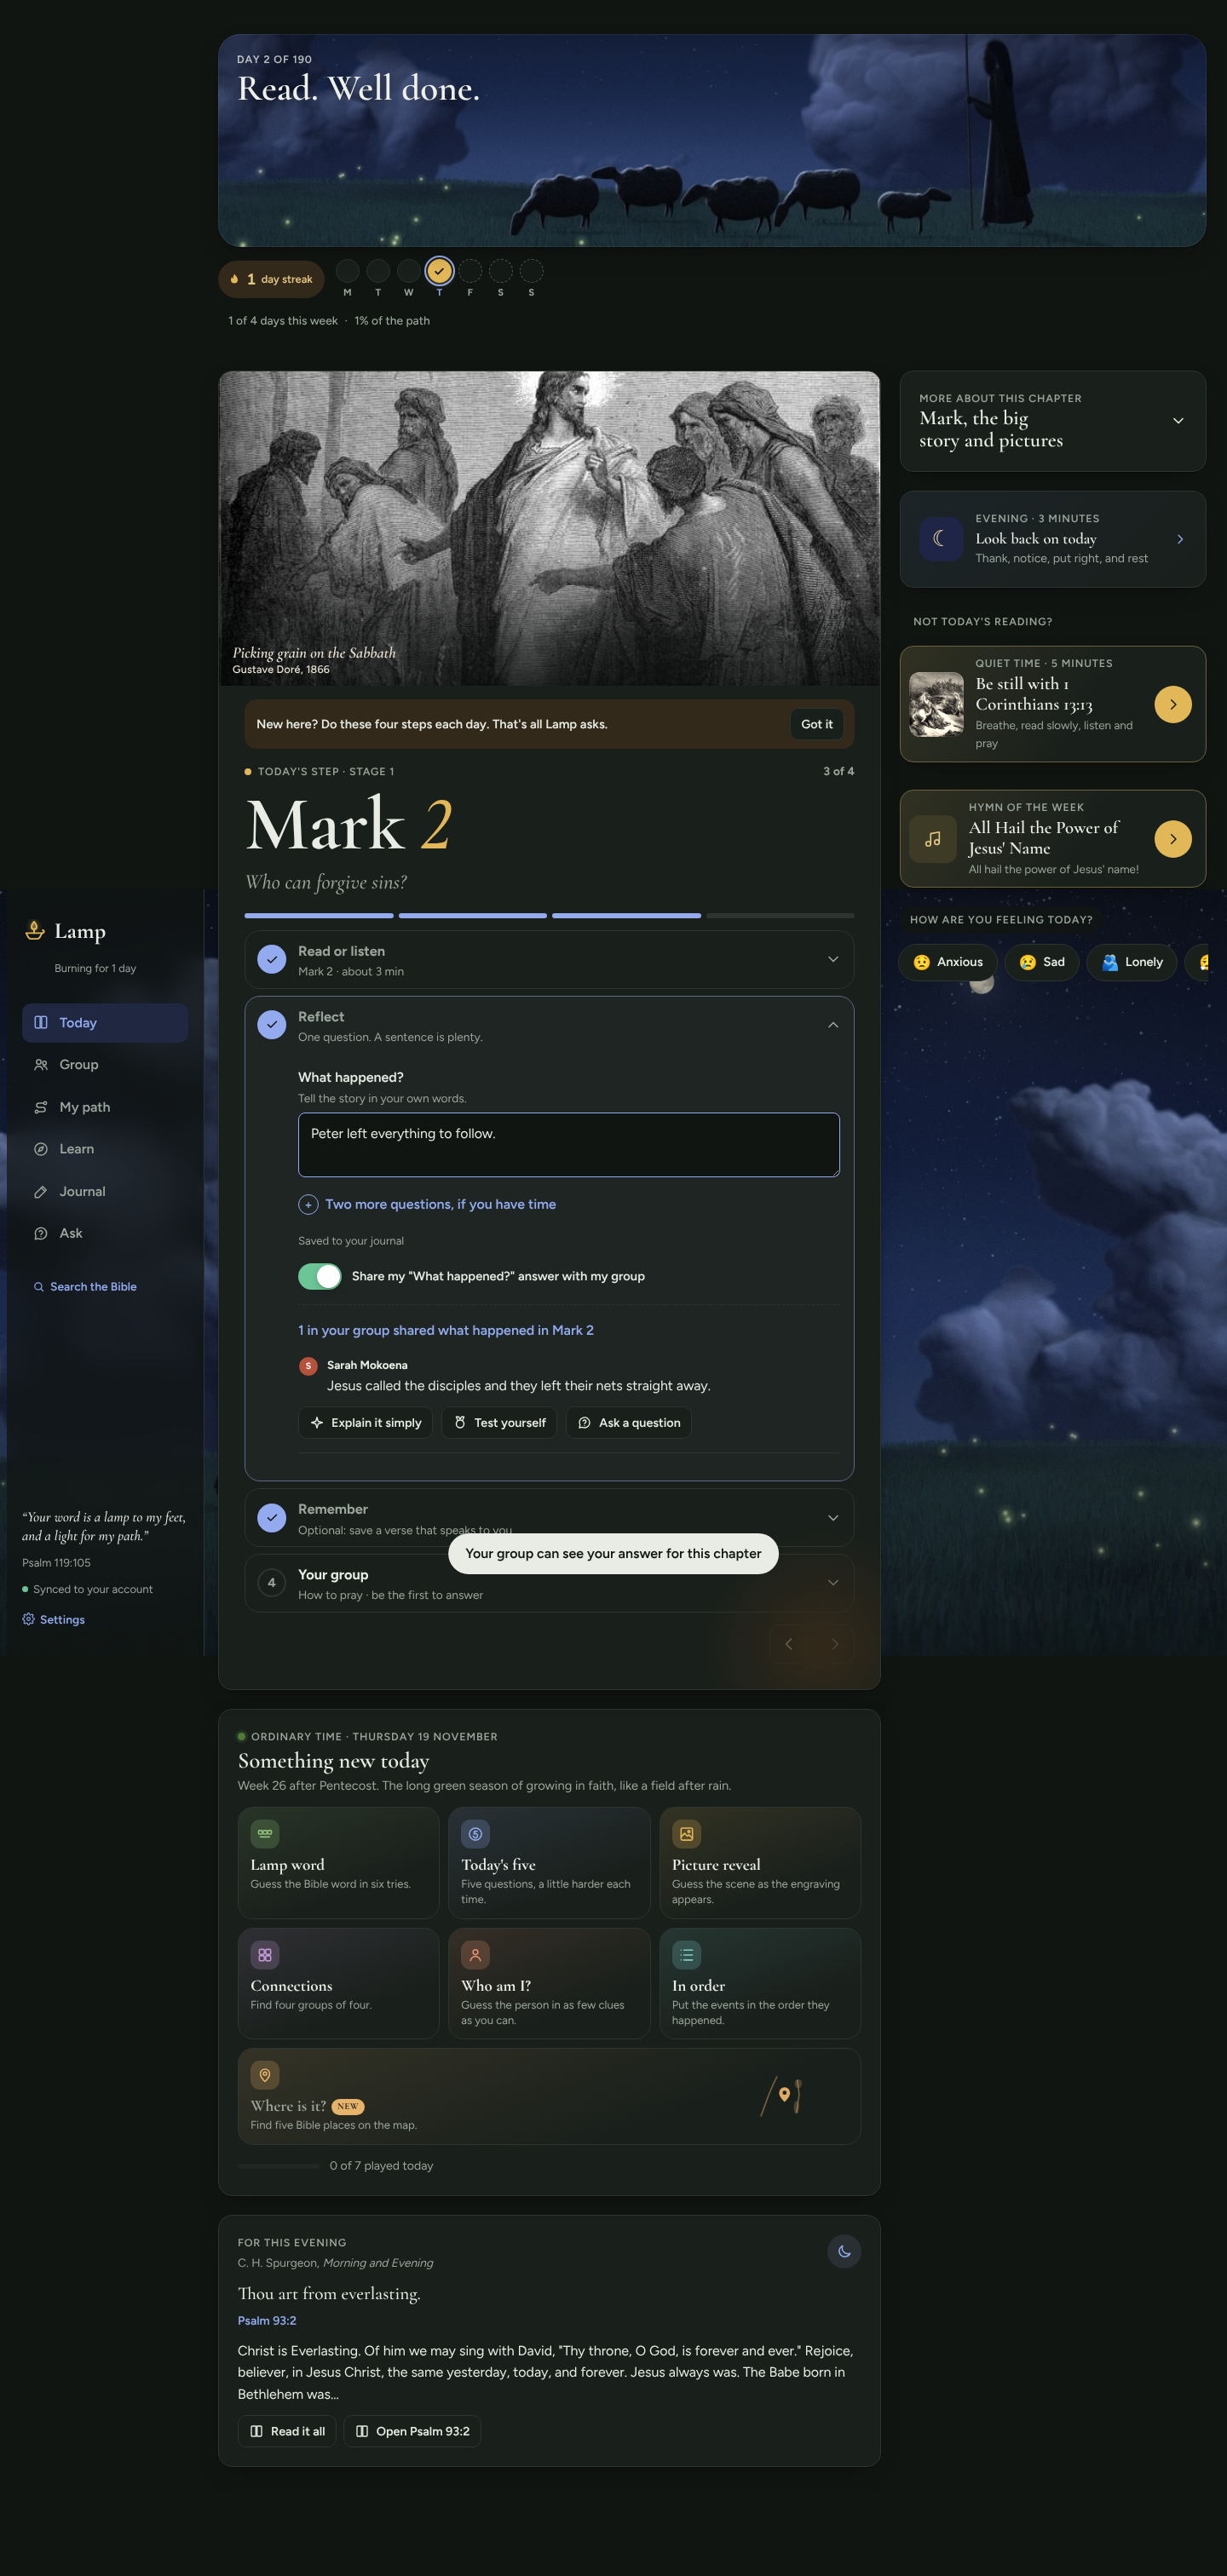 DAY 2 OF 190
Read. Well done.
1 day streak
M T W T F S S
1 of 4 days this week · 1% of the path
Picking grain on the Sabbath
Gustave Doré, 1866
New here? Do these four steps each day. That's all Lamp asks.
Got it
TODAY'S STEP · STAGE 1
3 of 4
Mark 2
Who can forgive sins?
Read or listen
Mark 2 · about 3 min
Reflect
One question. A sentence is plenty.
What happened?
Tell the story in your own words.
Peter left everything to follow.
+ Two more questions, if you have time
Saved to your journal
Share my "What happened?" answer with my group
1 in your group shared what happened in Mark 2
S Sarah Mokoena
Jesus called the disciples and they left their nets straight away.
Explain it simply
Test yourself
Ask a question
Remember
Optional: save a verse that speaks to you
Your group can see your answer for this chapter
4 Your group
How to pray · be the first to answer
MORE ABOUT THIS CHAPTER
Mark, the big
story and pictures
EVENING · 3 MINUTES
Look back on today
Thank, notice, put right, and rest
NOT TODAY'S READING?
QUIET TIME · 5 MINUTES
Be still with 1
Corinthians 13:13
Breathe, read slowly, listen and
pray
HYMN OF THE WEEK
All Hail the Power of
Jesus' Name
All hail the power of Jesus' name!
HOW ARE YOU FEELING TODAY?
Anxious
Sad
Lonely
Lamp
Burning for 1 day
Today
Group
My path
Learn
Journal
Ask
Search the Bible
“Your word is a lamp to my feet,
and a light for my path.”
Psalm 119:105
Synced to your account
Settings
ORDINARY TIME · THURSDAY 19 NOVEMBER
Something new today
Week 26 after Pentecost. The long green season of growing in faith, like a field after rain.
Lamp word
Guess the Bible word in six tries.
5
Today's five
Five questions, a little harder each
time.
Picture reveal
Guess the scene as the engraving
appears.
Connections
Find four groups of four.
Who am I?
Guess the person in as few clues
as you can.
In order
Put the events in the order they
happened.
Where is it? NEW
Find five Bible places on the map.
0 of 7 played today
FOR THIS EVENING
C. H. Spurgeon, Morning and Evening
Thou art from everlasting.
Psalm 93:2
Christ is Everlasting. Of him we may sing with David, "Thy throne, O God, is forever and ever." Rejoice,
believer, in Jesus Christ, the same yesterday, today, and forever. Jesus always was. The Babe born in
Bethlehem was…
Read it all
Open Psalm 93:2